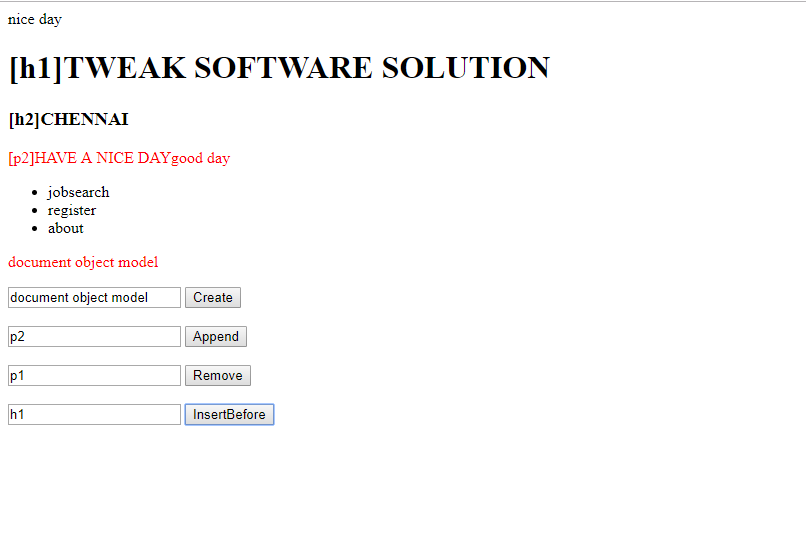 nice day
[h1]TWEAK SOFTWARE SOLUTION
[h2]CHENNAI
[p2]HAVE A NICE DAYgood day
jobsearch
register
about
document object model
document object model Create
p2 Append
p1 Remove
h1 InsertBefore